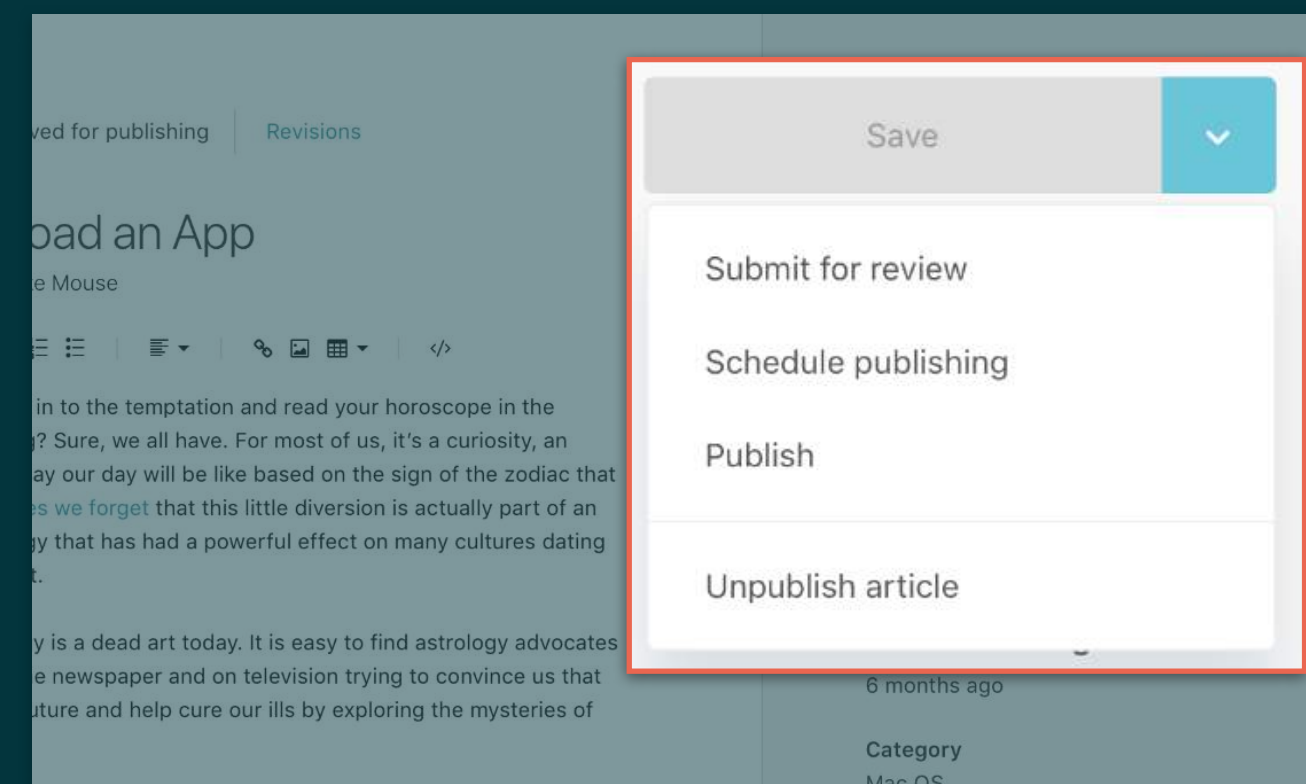 ved for publishing
Revisions
oad an App
e Mouse
</>
in to the temptation and read your horoscope in the
? Sure, we all have. For most of us, it's a curiosity, an
ay our day will be like based on the sign of the zodiac that
es we forget that this little diversion is actually part of an
gy that has had a powerful effect on many cultures dating
t.
y is a dead art today. It is easy to find astrology advocates
e newspaper and on television trying to convince us that
uture and help cure our ills by exploring the mysteries of
Save
Submit for review
Schedule publishing
Publish
Unpublish article
6 months ago
Category
Mac OS